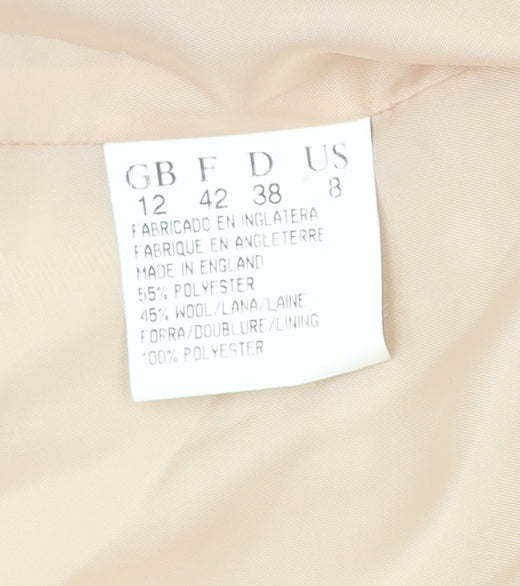 GB F D US
12 42 38 8
FABRICADO EN INGLATERA
FABRIQUE EN ANGLETERRE
MADE IN ENGLAND
55% POLYESTER
45% WOOL/LANA/LAINE
FORRA/DOUBLURE/LINING
100% POLYESTER